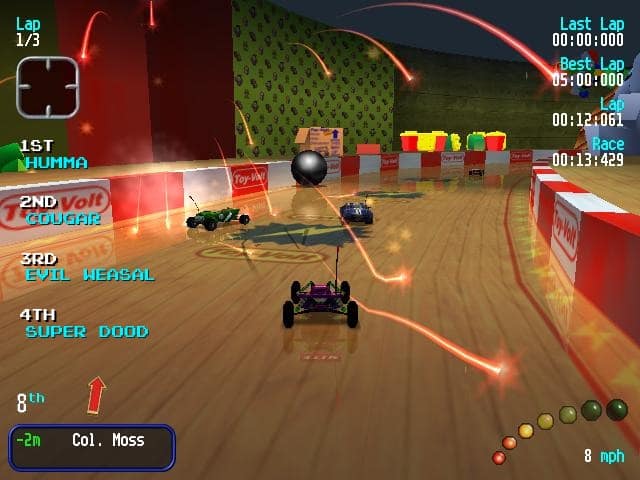 Lap
1/3
Last Lap
00:00:000
Best Lap
05:00:000
Lap
00:12:061
Race
00:13:429
1ST
HUMMA
2ND
COUGAR
3RD
EVIL WEASAL
4TH
SUPER DOOD
Toy-Volt
Toy-Volt
Toy-Volt
8th
-2m Col. Moss
8 mph